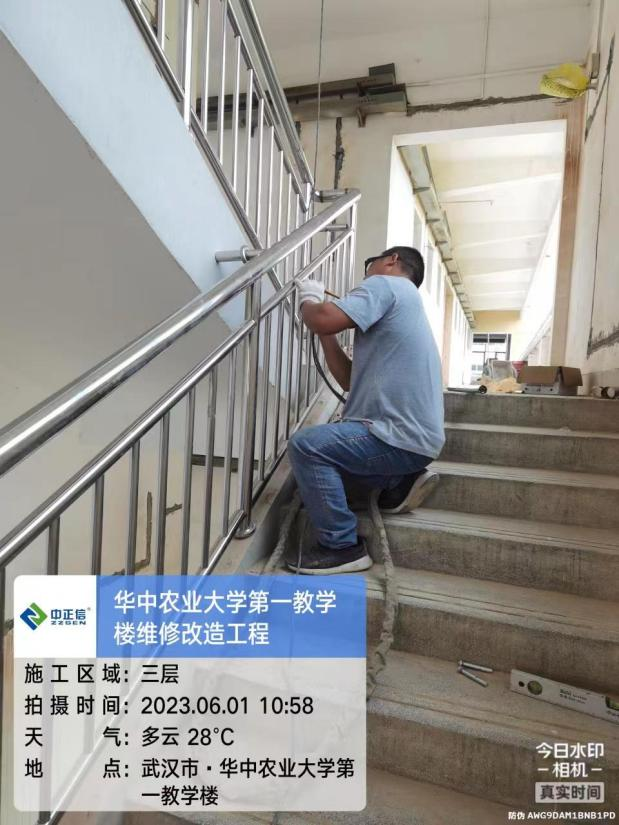 中正信®
ZZSEN
华中农业大学第一教学
楼维修改造工程
施工区域：三层
拍摄时间：2023.06.01 10:58
天气：多云 28°C
地点：武汉市·华中农业大学第
一教学楼
今日水印
-相机-
真实时间
防伪 AWG9DAM1BNB1PD